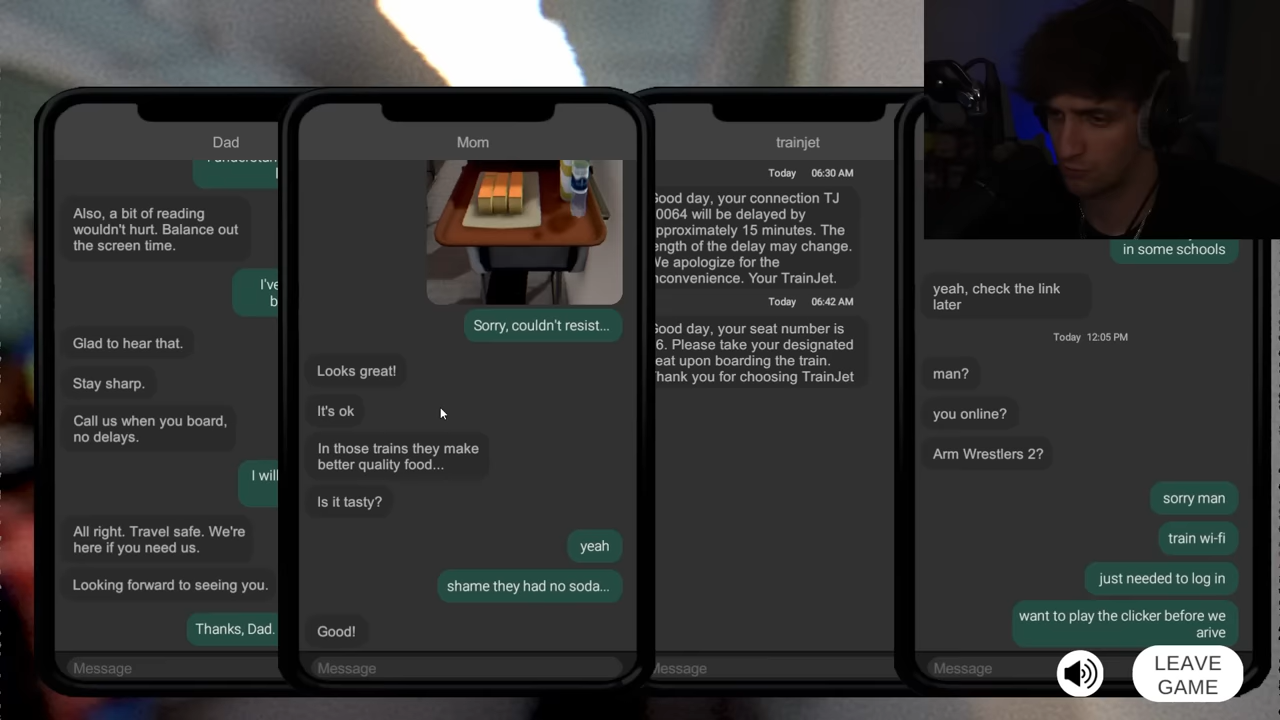 Dad
Also, a bit of reading
wouldn't hurt. Balance out
the screen time.
I've
b
Glad to hear that.
Stay sharp.
Call us when you board,
no delays.
I will
All right. Travel safe. We're
here if you need us.
Looking forward to seeing you.
Thanks, Dad.
Message
Mom
Sorry, couldn't resist...
Looks great!
It's ok
In those trains they make
better quality food...
Is it tasty?
yeah
shame they had no soda...
Good!
Message
trainjet
Today 06:30 AM
ood day, your connection TJ
0064 will be delayed by
pproximately 15 minutes. The
ength of the delay may change.
e apologize for the
nconvenience. Your TrainJet.
Today 06:42 AM
ood day, your seat number is
6. Please take your designated
eat upon boarding the train.
hank you for choosing TrainJet
Message
in some schools
yeah, check the link
later
Today 12:05 PM
man?
you online?
Arm Wrestlers 2?
sorry man
train wi-fi
just needed to log in
want to play the clicker before we
arive
Message
LEAVE
GAME